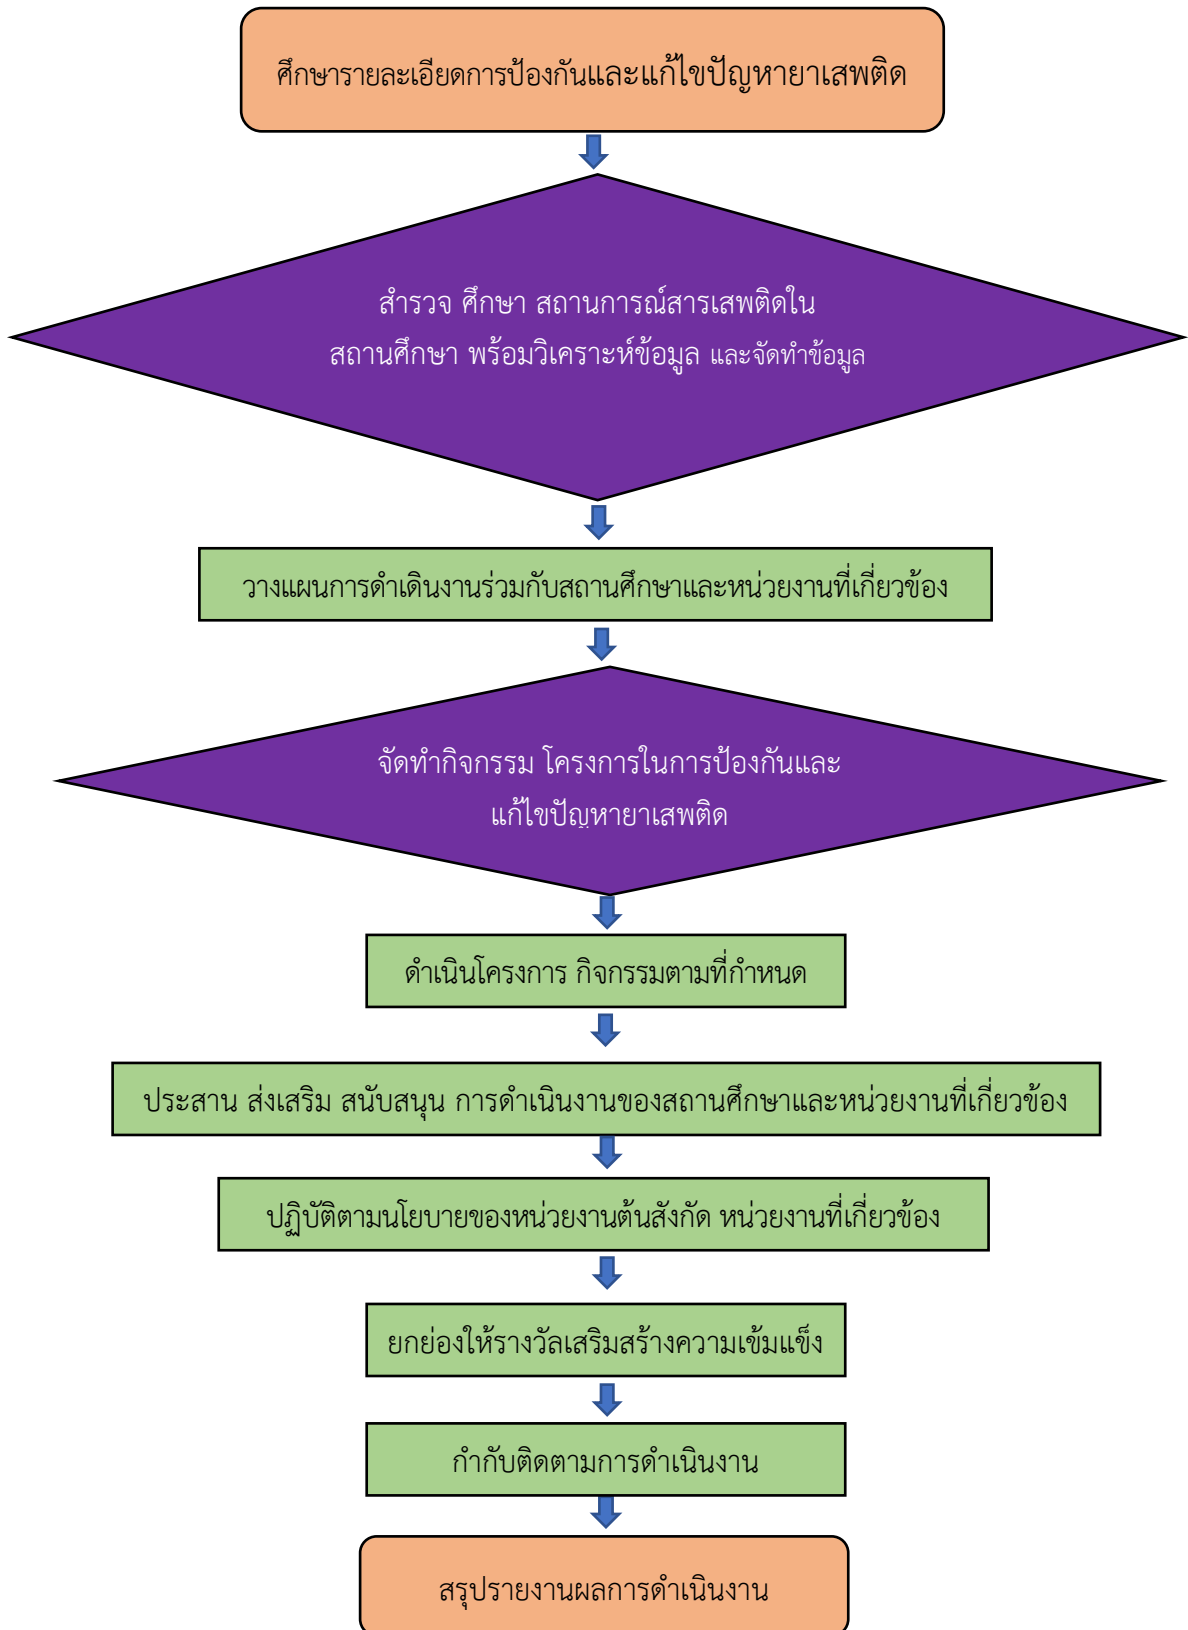 ศึกษารายละเอียดการป้องกันและแก้ไขปัญหายาเสพติด
สำรวจ ศึกษา สถานการณ์สารเสพติดใน
สถานศึกษา พร้อมวิเคราะห์ข้อมูล และจัดทำข้อมูล
วางแผนการดำเดินงานร่วมกับสถานศึกษาและหน่วยงานที่เกี่ยวข้อง
จัดทำกิจกรรม โครงการในการป้องกันและ
แก้ไขปัญหายาเสพติด
ดำเนินโครงการ กิจกรรมตามที่กำหนด
ประสาน ส่งเสริม สนับสนุน การดำเนินงานของสถานศึกษาและหน่วยงานที่เกี่ยวข้อง
ปฏิบัติตามนโยบายของหน่วยงานต้นสังกัด หน่วยงานที่เกี่ยวข้อง
ยกย่องให้รางวัลเสริมสร้างความเข้มแข็ง
กำกับติดตามการดำเนินงาน
สรุปรายงานผลการดำเนินงาน